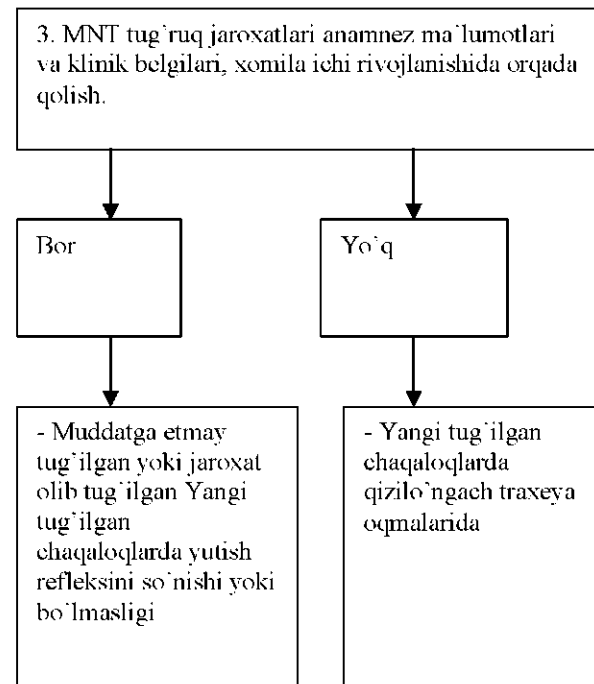 3. MNT tug`ruq jaroxatlari anamnez ma`lumotlari
va klinik belgilari, xomila ichi rivojlanishida orqada
qolish.
Bor
Yo`q
- Muddatga etmay
tug`ilgan yoki jaroxat
olib tug`ilgan Yangi
tug`ilgan
chaqaloqlarda yutish
refleksini so`nishi yoki
bo`lmasligi
- Yangi tug`ilgan
chaqaloqlarda
qizilo`ngach traxeya
oqmalarida